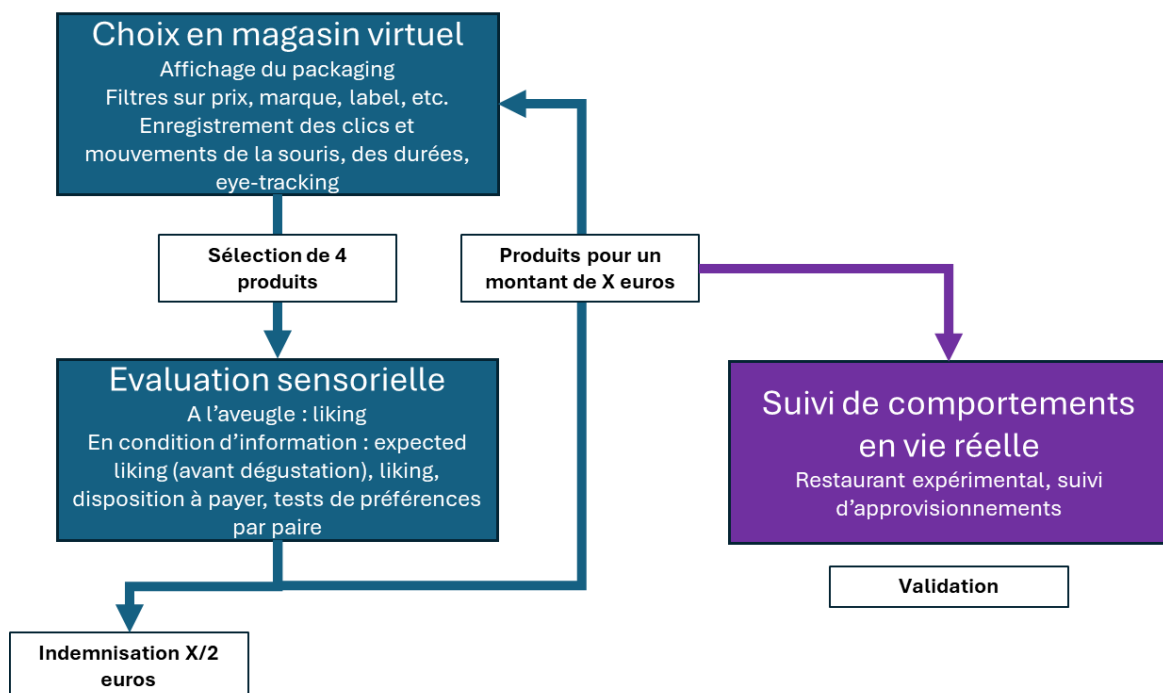 Choix en magasin virtuel
Affichage du packaging
Filtres sur prix, marque, label, etc.
Enregistrement des clics et
mouvements de la souris, des durées,
eye-tracking
Sélection de 4
produits
Produits pour un
montant de X euros
Evaluation sensorielle
A l’aveugle : liking
En condition d’information : expected
liking (avant dégustation), liking,
disposition à payer, tests de préférences
par paire
Suivi de comportements
en vie réelle
Restaurant expérimental, suivi
d’approvisionnements
Validation
Indemnisation X/2
euros